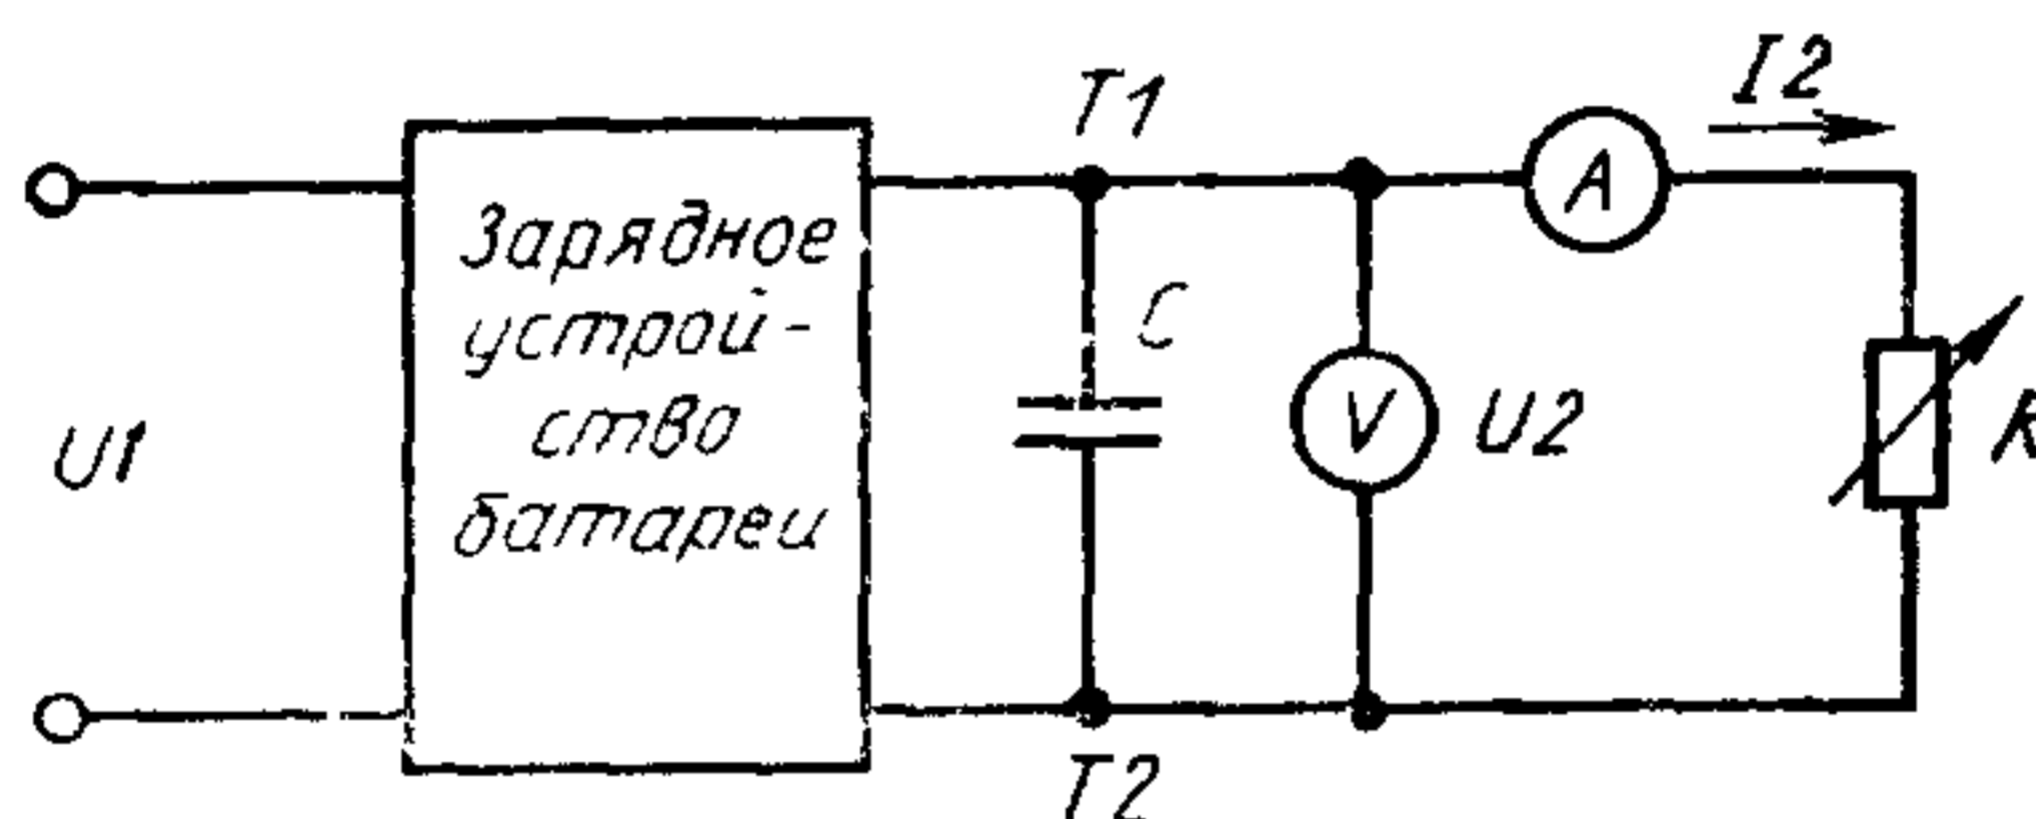 T1
I2
A
Зарядное
устрой-
ство
батареи
C
U1
V
U2
R
T2